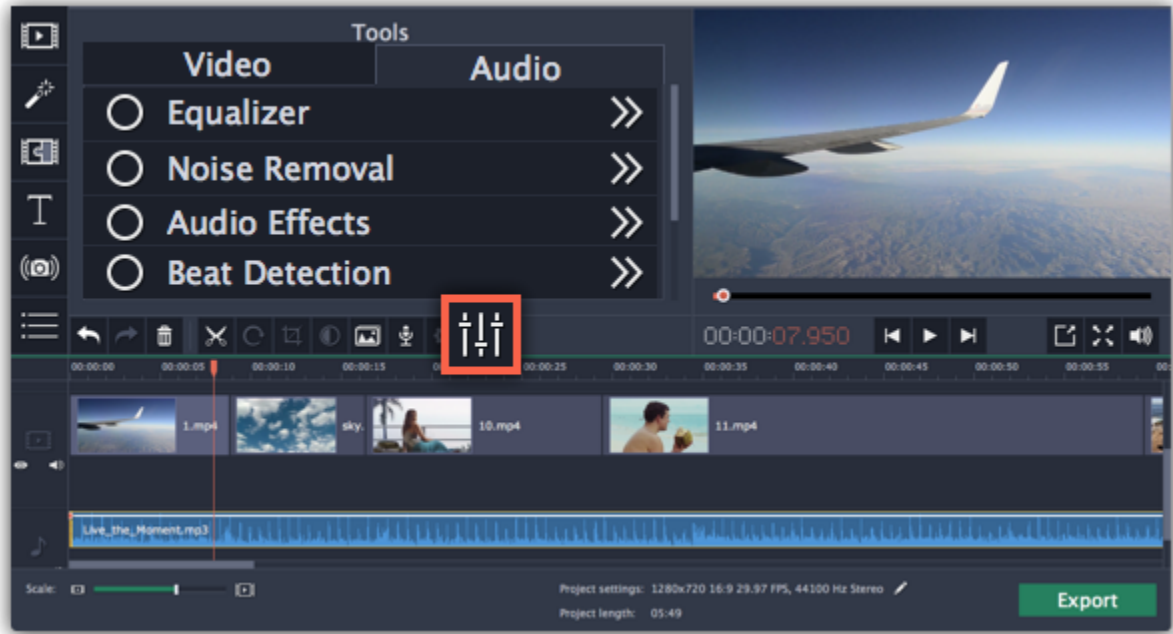 Tools
Video Audio
Equalizer
Noise Removal
Audio Effects
Beat Detection
T
00:00:07.950
00:00:00 00:00:05 00:00:10 00:00:15 00:00:25 00:00:30 00:00:35 00:00:40 00:00:45 00:00:50 00:00:55
1.mp4 sky. 10.mp4 11.mp4
Live_the_Moment.mp3
Scale:
Project settings: 1280x720 16:9 29.97 FPS, 44100 Hz Stereo
Project length: 05:49
Export